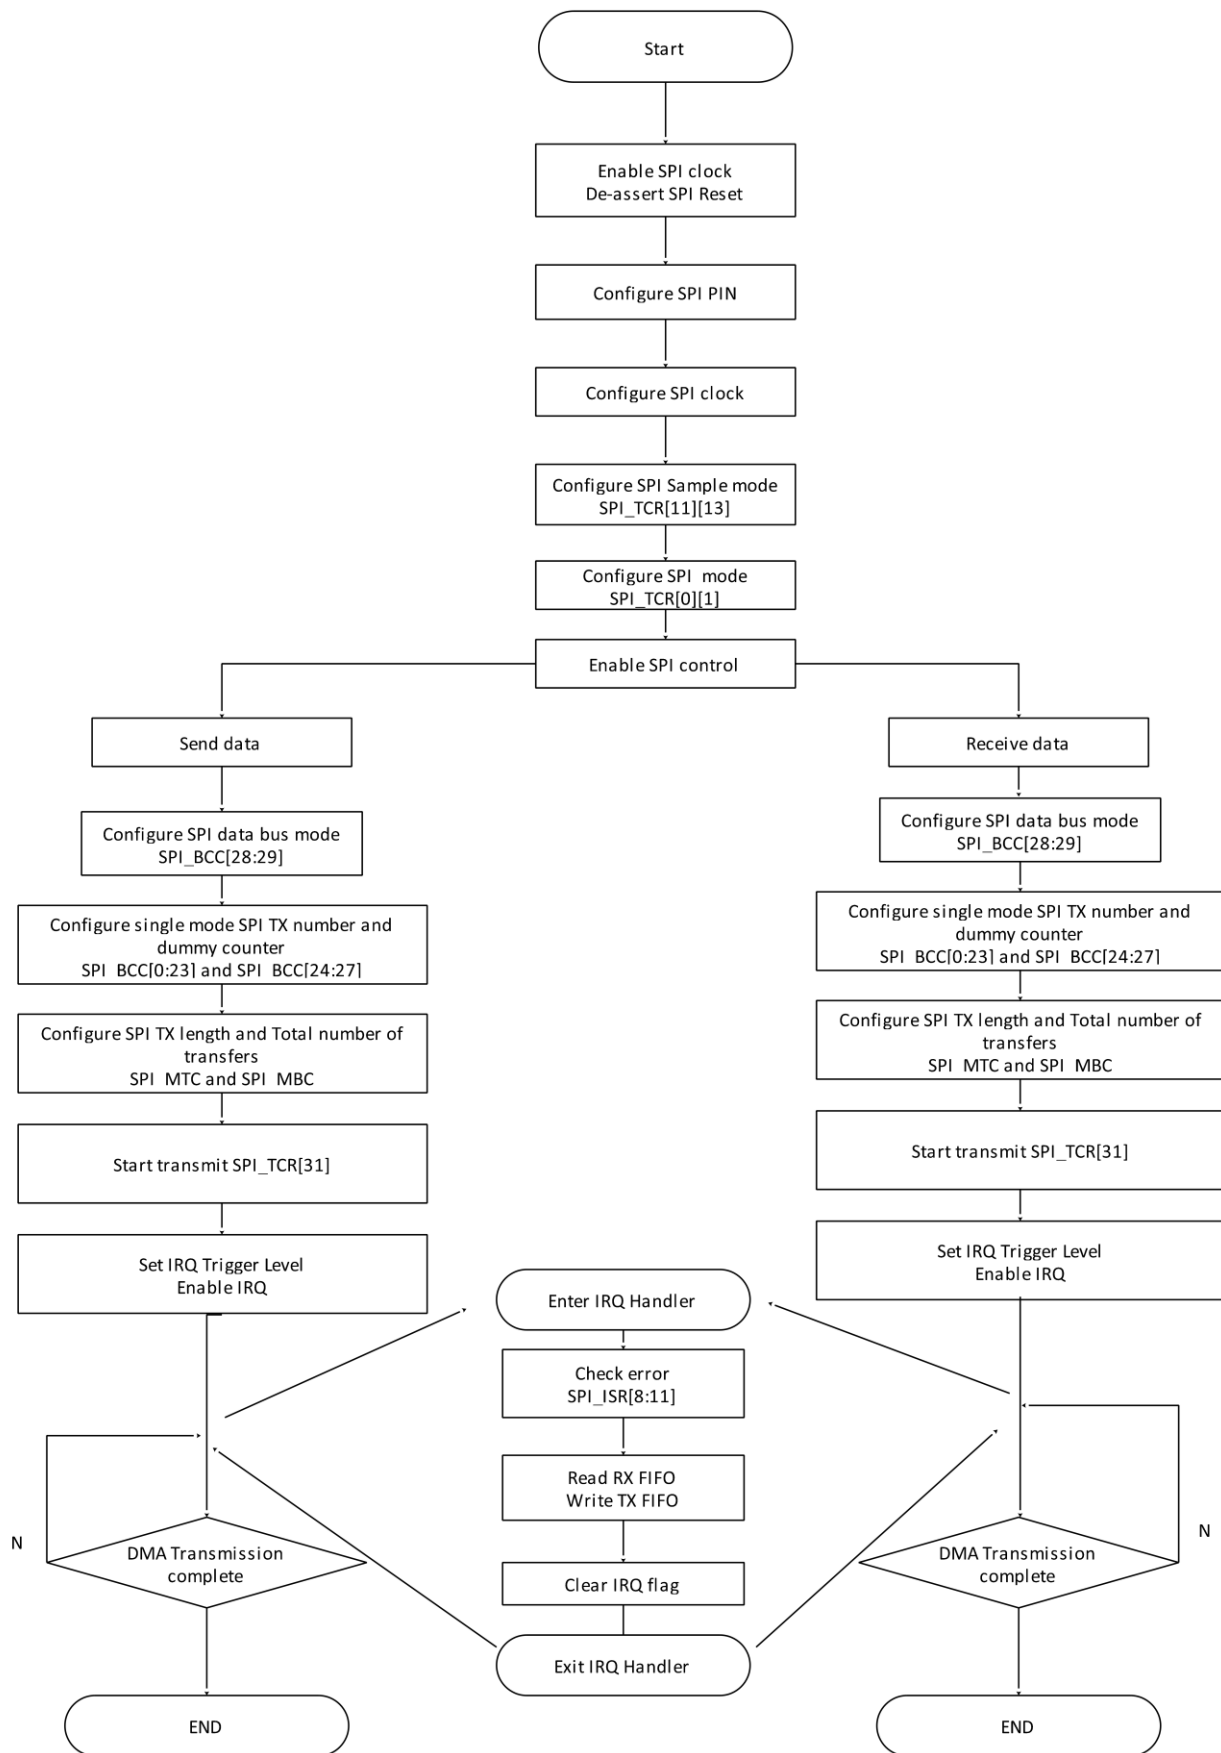 Start
Enable SPI clock
De-assert SPI Reset
Configure SPI PIN
Configure SPI clock
Configure SPI Sample mode
SPI_TCR[11][13]
Configure SPI mode
SPI_TCR[0][1]
Enable SPI control
Send data
Configure SPI data bus mode
SPI_BCC[28:29]
Configure single mode SPI TX number and
dummy counter
SPI_BCC[0:23] and SPI_BCC[24:27]
Configure SPI TX length and Total number of
transfers
SPI_MTC and SPI_MBC
Start transmit SPI_TCR[31]
Set IRQ Trigger Level
Enable IRQ
N
DMA Transmission
complete
END
Receive data
Configure SPI data bus mode
SPI_BCC[28:29]
Configure single mode SPI TX number and
dummy counter
SPI_BCC[0:23] and SPI_BCC[24:27]
Configure SPI TX length and Total number of
transfers
SPI_MTC and SPI_MBC
Start transmit SPI_TCR[31]
Set IRQ Trigger Level
Enable IRQ
N
DMA Transmission
complete
END
Enter IRQ Handler
Check error
SPI_ISR[8:11]
Read RX FIFO
Write TX FIFO
Clear IRQ flag
Exit IRQ Handler